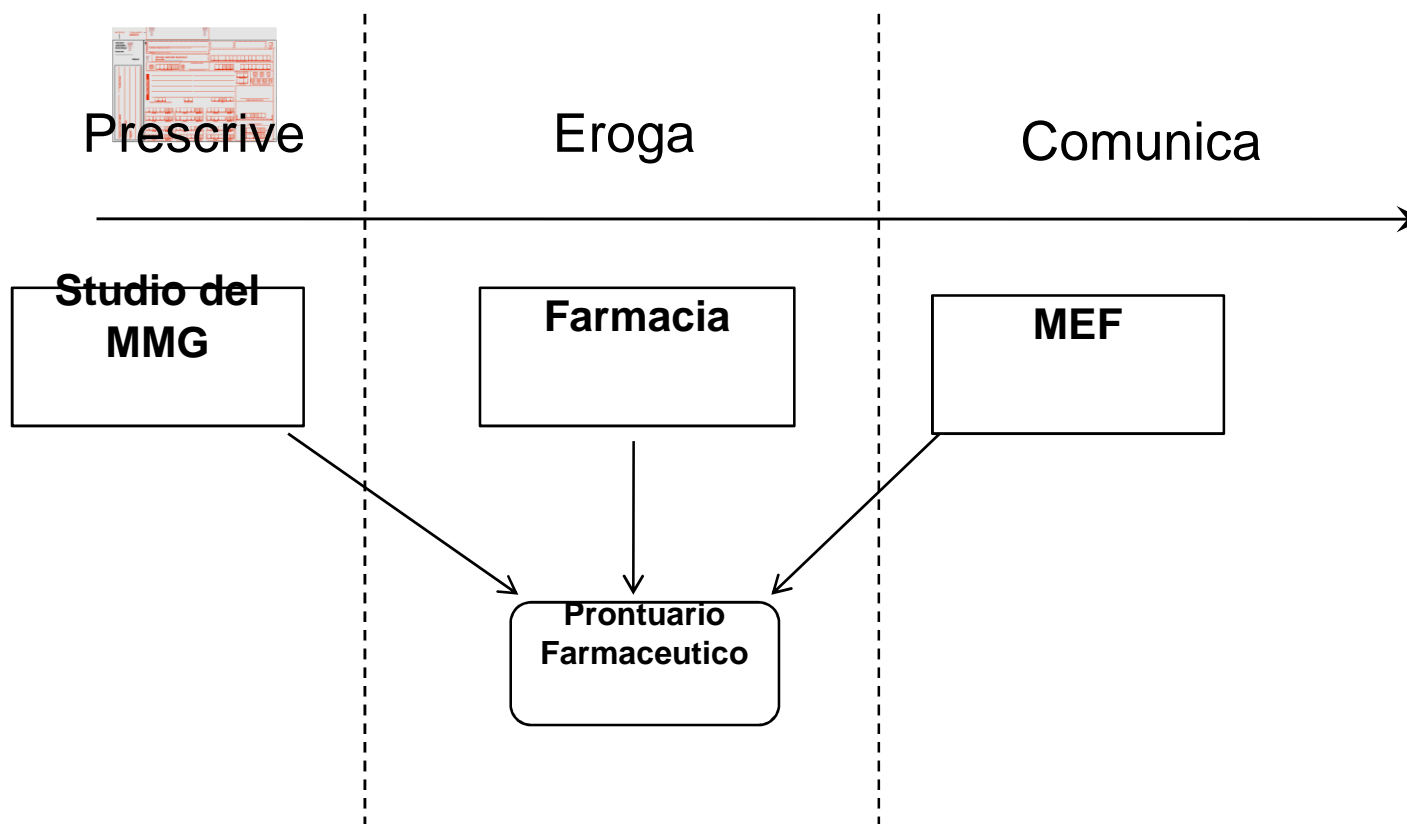 Prescrive
Eroga
Comunica
Studio del
MMG
Farmacia
MEF
Prontuario
Farmaceutico